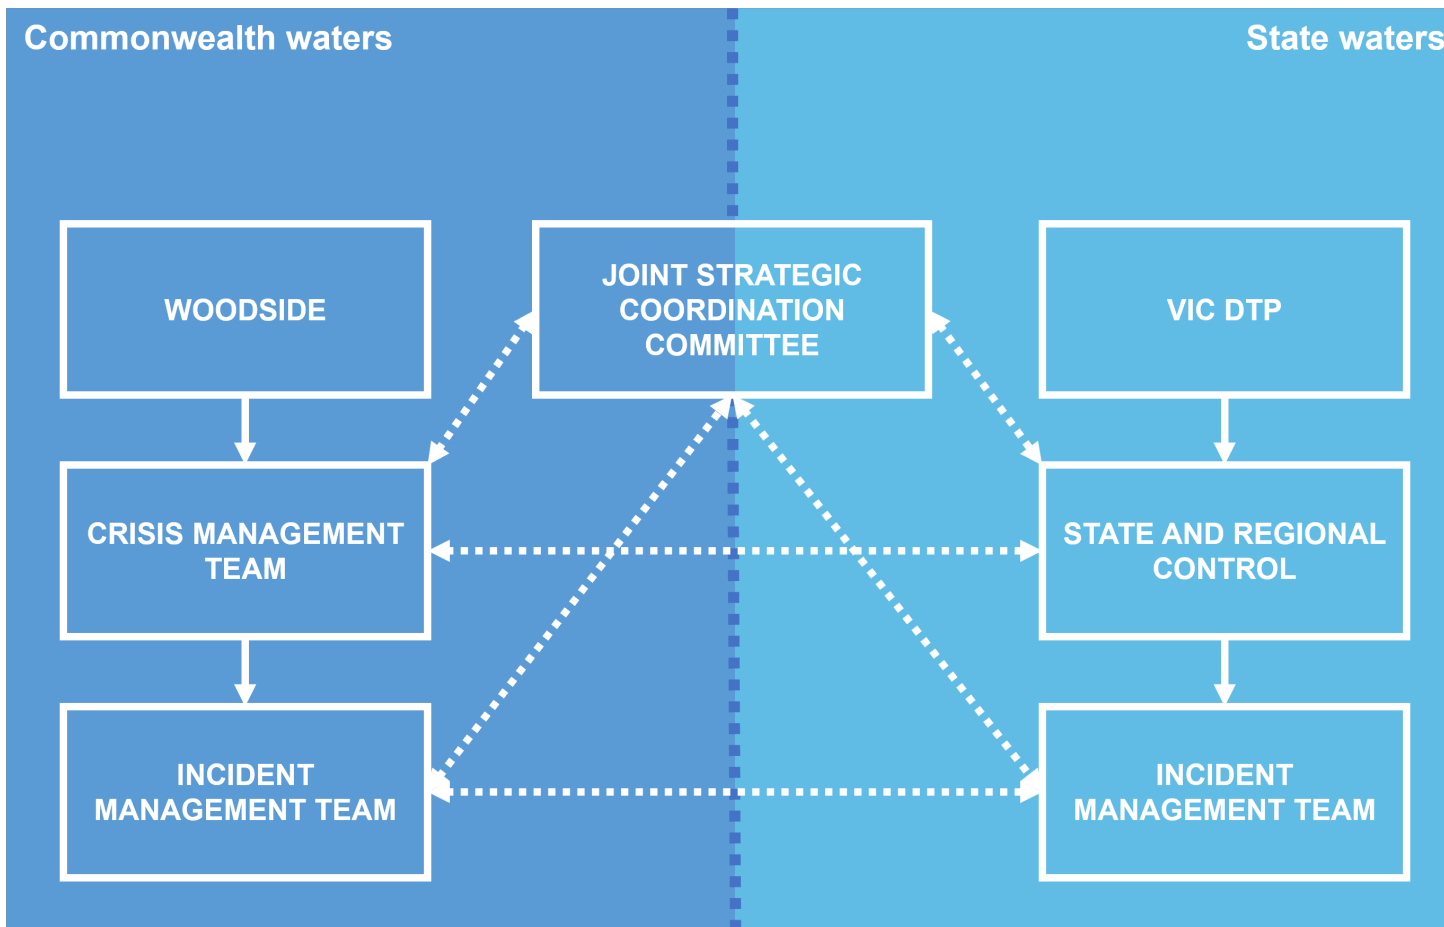 Commonwealth waters
State waters
WOODSIDE
JOINT STRATEGIC
COORDINATION
COMMITTEE
VIC DTP
CRISIS MANAGEMENT
TEAM
STATE AND REGIONAL
CONTROL
INCIDENT
MANAGEMENT TEAM
INCIDENT
MANAGEMENT TEAM